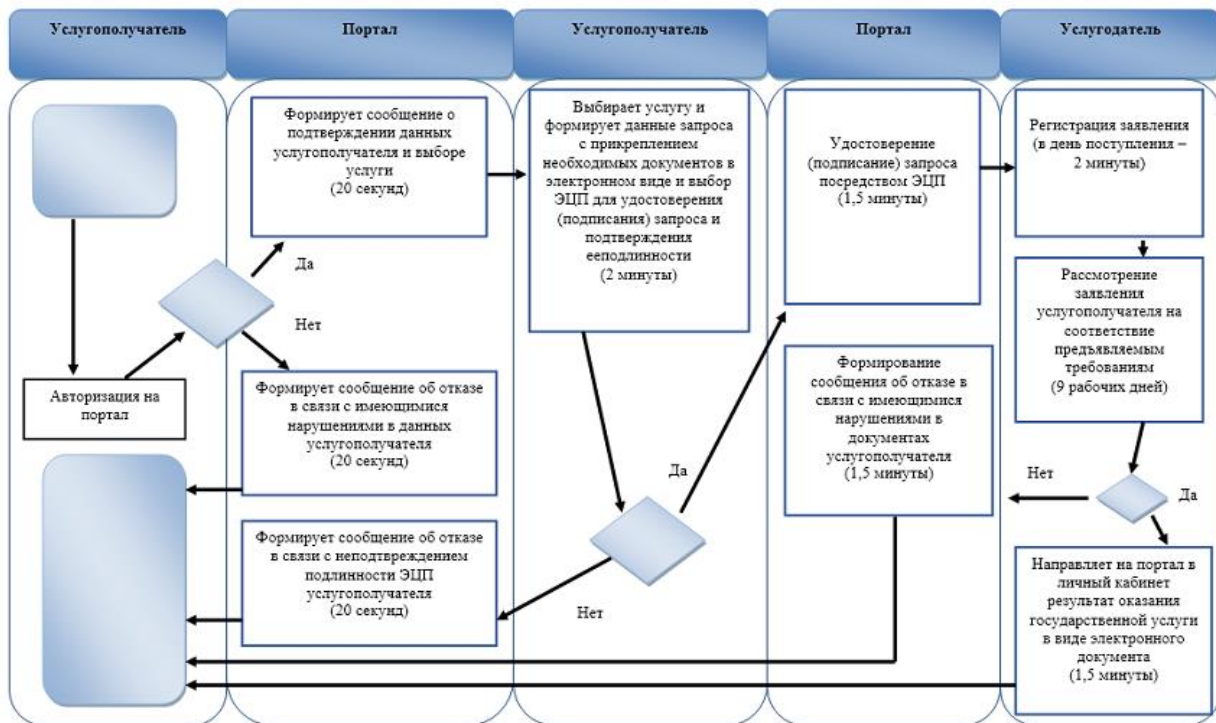 Услугополучатель
Портал
Услугополучатель
Портал
Услугодатель
Формирует сообщение о
подтверждении данных
услугополучателя и выборе
услуги
(20 секунд)
Выбирает услугу и
формирует данные запроса
с прикреплением
необходимых документов в
электронном виде и выбор
ЭЦП для удостоверения
(подписания) запроса и
подтверждения
ееподлинности
(2 минуты)
Удостоверение
(подписание) запроса
посредством ЭЦП
(1,5 минуты)
Регистрация заявления
(в день поступления –
2 минуты)
Да
Нет
Рассмотрение
заявления
услугополучателя на
соответствие
предъявляемым
требованиям
(9 рабочих дней)
Авторизация на
портал
Формирует сообщение об отказе
в связи с имеющимися
нарушениями в данных
услугополучателя
(20 секунд)
Формирование
сообщения об отказе в
связи с имеющимися
нарушениями в
документах
услугополучателя
(1,5 минуты)
Да
Нет
Да
Формирует сообщение об отказе
в связи с неподтвреждением
подлинности ЭЦП
услугополучателя
(20 секунд)
Нет
Направляет на портал в
личный кабинет
результат оказания
государственной услуги
в виде электронного
документа
(1,5 минуты)